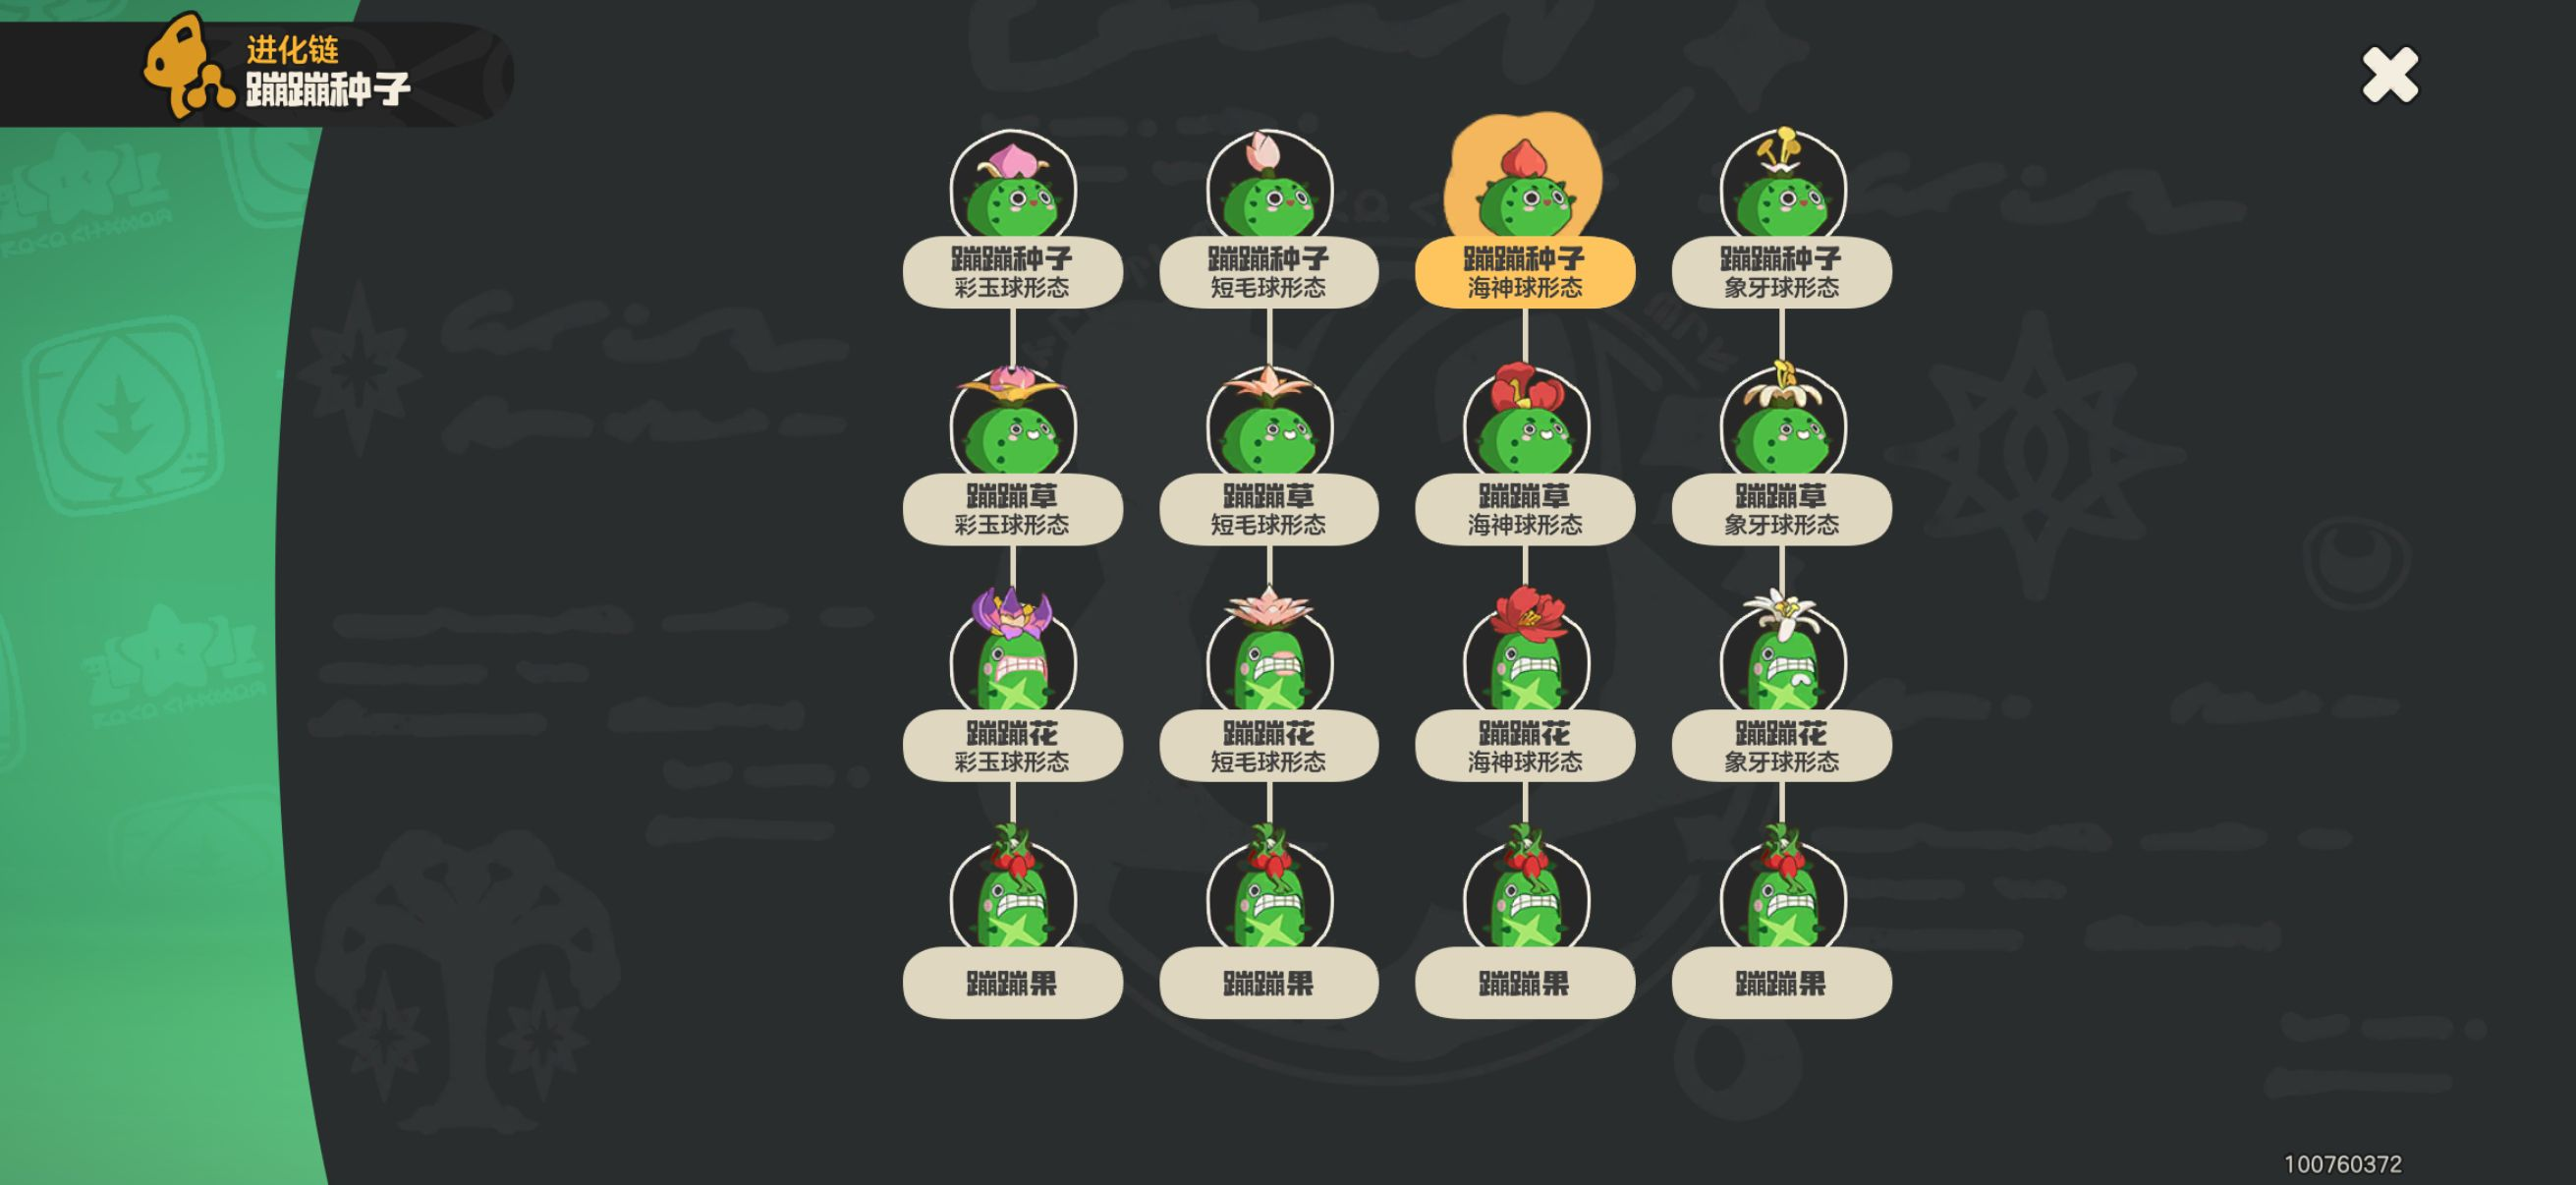 进化链
蹦蹦种子
蹦蹦种子
彩玉球形态
蹦蹦种子
短毛球形态
蹦蹦种子
海神球形态
蹦蹦种子
象牙球形态
蹦蹦草
彩玉球形态
蹦蹦草
短毛球形态
蹦蹦草
海神球形态
蹦蹦草
象牙球形态
蹦蹦花
彩玉球形态
蹦蹦花
短毛球形态
蹦蹦花
海神球形态
蹦蹦花
象牙球形态
蹦蹦果
蹦蹦果
蹦蹦果
蹦蹦果
100760372